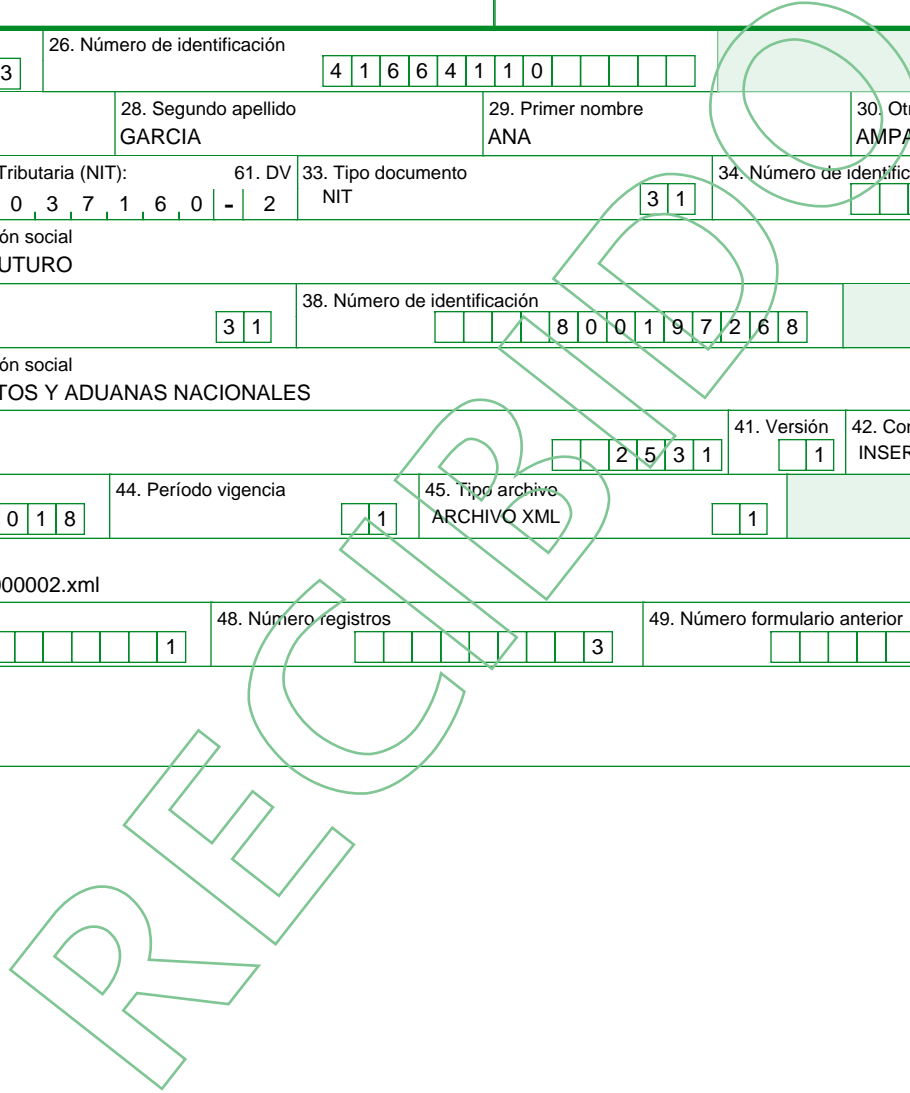 26. Número de identificación
3 4 1 6 6 4 1 1 0
28. Segundo apellido 29. Primer nombre 30. Otr
GARCIA ANA AMPA
Tributaria (NIT): 61. DV 33. Tipo documento 34. Número de identific
0 3 7 1 6 0 - 2 NIT 3 1
ón social
UTURO
38. Número de identificación
3 1 8 0 0 1 9 7 2 6 8
ón social
TOS Y ADUANAS NACIONALES
41. Versión 42. Con
2 5 3 1 1 INSER
44. Período vigencia 45. Tipo archivo
0 1 8 1 ARCHIVO XML 1
000002.xml
48. Número registros 49. Número formulario anterior
1 3
RECIBIDO